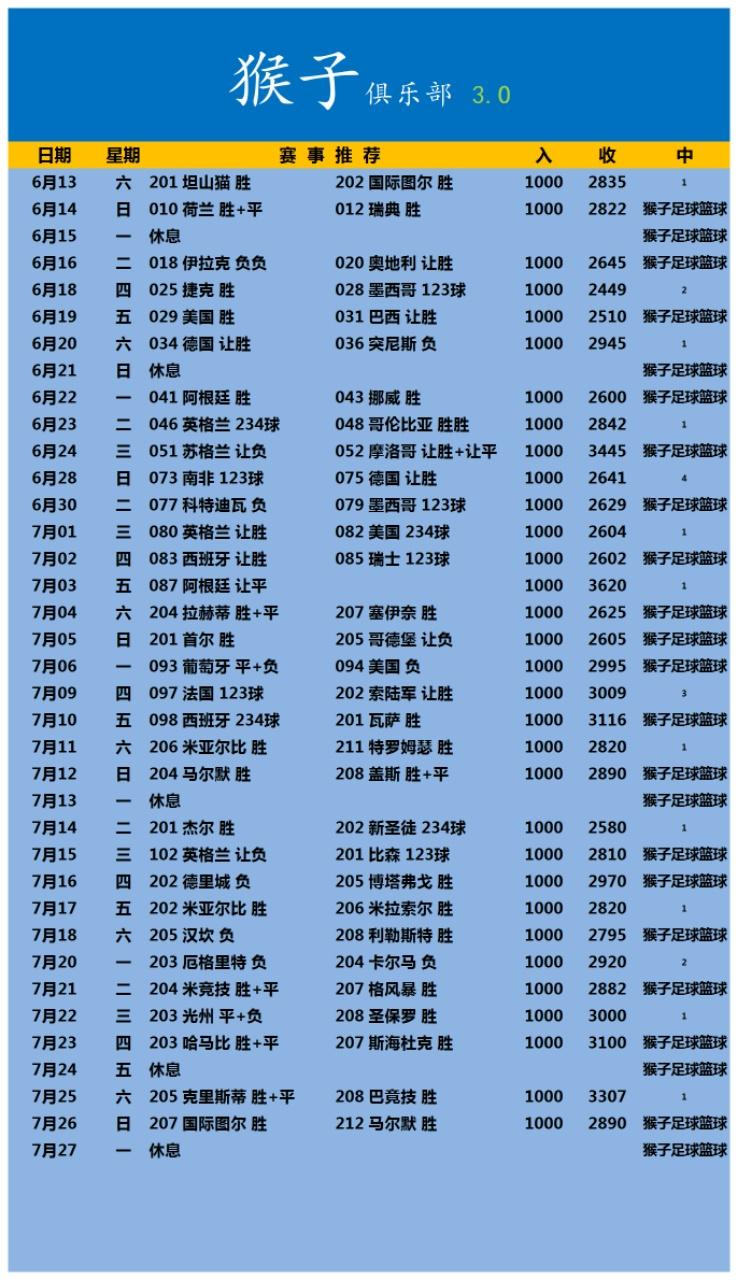 猴子俱乐部 3.0
日期 星期 赛 事 推 荐 入 收 中
6月13 六 201 坦山猫 胜 202 国际图尔 胜 1000 2835 1
6月14 日 010 荷兰 胜+平 012 瑞典 胜 1000 2822 猴子足球篮球
6月15 一 休息 猴子足球篮球
6月16 二 018 伊拉克 负负 020 奥地利 让胜 1000 2645 猴子足球篮球
6月18 四 025 捷克 胜 028 墨西哥 123球 1000 2449 2
6月19 五 029 美国 胜 031 巴西 让胜 1000 2510 猴子足球篮球
6月20 六 034 德国 让胜 036 突尼斯 负 1000 2945 1
6月21 日 休息 猴子足球篮球
6月22 一 041 阿根廷 胜 043 挪威 胜 1000 2600 猴子足球篮球
6月23 二 046 英格兰 234球 048 哥伦比亚 胜胜 1000 2842 1
6月24 三 051 苏格兰 让负 052 摩洛哥 让胜+让平 1000 3445 猴子足球篮球
6月28 日 073 南非 123球 075 德国 让胜 1000 2641 4
6月30 二 077 科特迪瓦 负 079 墨西哥 123球 1000 2629 猴子足球篮球
7月01 三 080 英格兰 让胜 082 美国 234球 1000 2604 1
7月02 四 083 西班牙 让胜 085 瑞士 123球 1000 2602 猴子足球篮球
7月03 五 087 阿根廷 让平 1000 3620 1
7月04 六 204 拉赫蒂 胜+平 207 塞伊奈 胜 1000 2625 猴子足球篮球
7月05 日 201 首尔 胜 205 哥德堡 让负 1000 2605 猴子足球篮球
7月06 一 093 葡萄牙 平+负 094 美国 负 1000 2995 猴子足球篮球
7月09 四 097 法国 123球 202 索陆军 让胜 1000 3009 3
7月10 五 098 西班牙 234球 201 瓦萨 胜 1000 3116 猴子足球篮球
7月11 六 206 米亚尔比 胜 211 特罗姆瑟 胜 1000 2820 1
7月12 日 204 马尔默 胜 208 盖斯 胜+平 1000 2890 猴子足球篮球
7月13 一 休息 猴子足球篮球
7月14 二 201 杰尔 胜 202 新圣徒 234球 1000 2580 1
7月15 三 102 英格兰 让负 201 比森 123球 1000 2810 猴子足球篮球
7月16 四 202 德里城 负 205 博塔弗戈 胜 1000 2970 猴子足球篮球
7月17 五 202 米亚尔比 胜 206 米拉索尔 胜 1000 2820 1
7月18 六 205 汉坎 负 208 利勒斯特 胜 1000 2795 猴子足球篮球
7月20 一 203 厄格里特 负 204 卡尔马 负 1000 2920 2
7月21 二 204 米竞技 胜+平 207 格风暴 胜 1000 2882 猴子足球篮球
7月22 三 203 光州 平+负 208 圣保罗 胜 1000 3000 1
7月23 四 203 哈马比 胜+平 207 斯海杜克 胜 1000 3100 猴子足球篮球
7月24 五 休息 猴子足球篮球
7月25 六 205 克里斯蒂 胜+平 208 巴竞技 胜 1000 3307 1
7月26 日 207 国际图尔 胜 212 马尔默 胜 1000 2890 猴子足球篮球
7月27 一 休息 猴子足球篮球